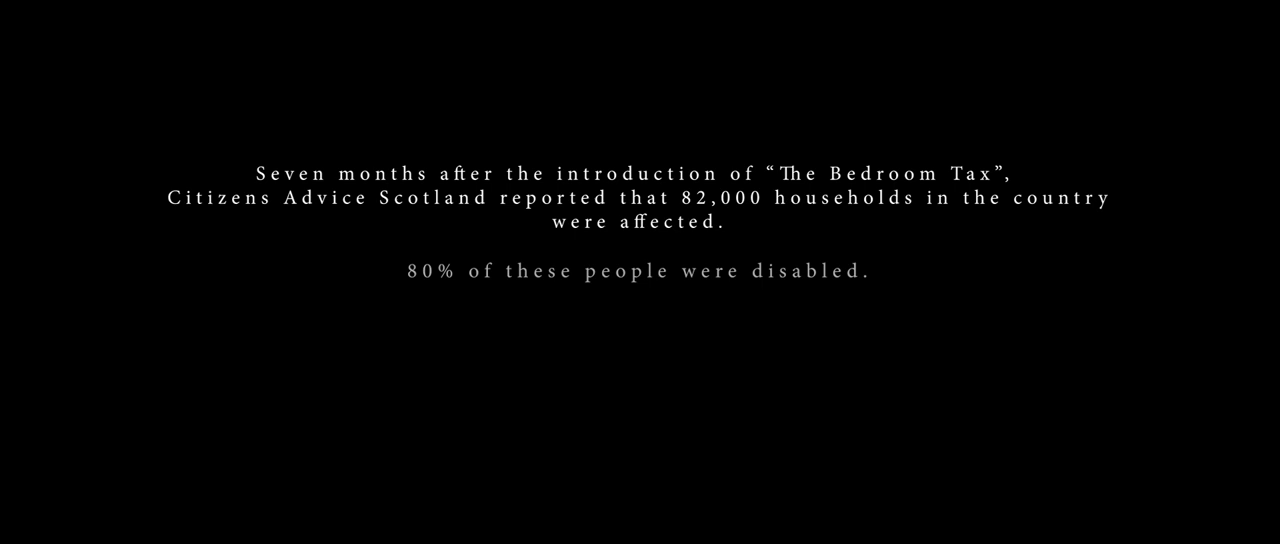 Seven months after the introduction of “The Bedroom Tax”,
Citizens Advice Scotland reported that 82,000 households in the country
were affected.
80% of these people were disabled.